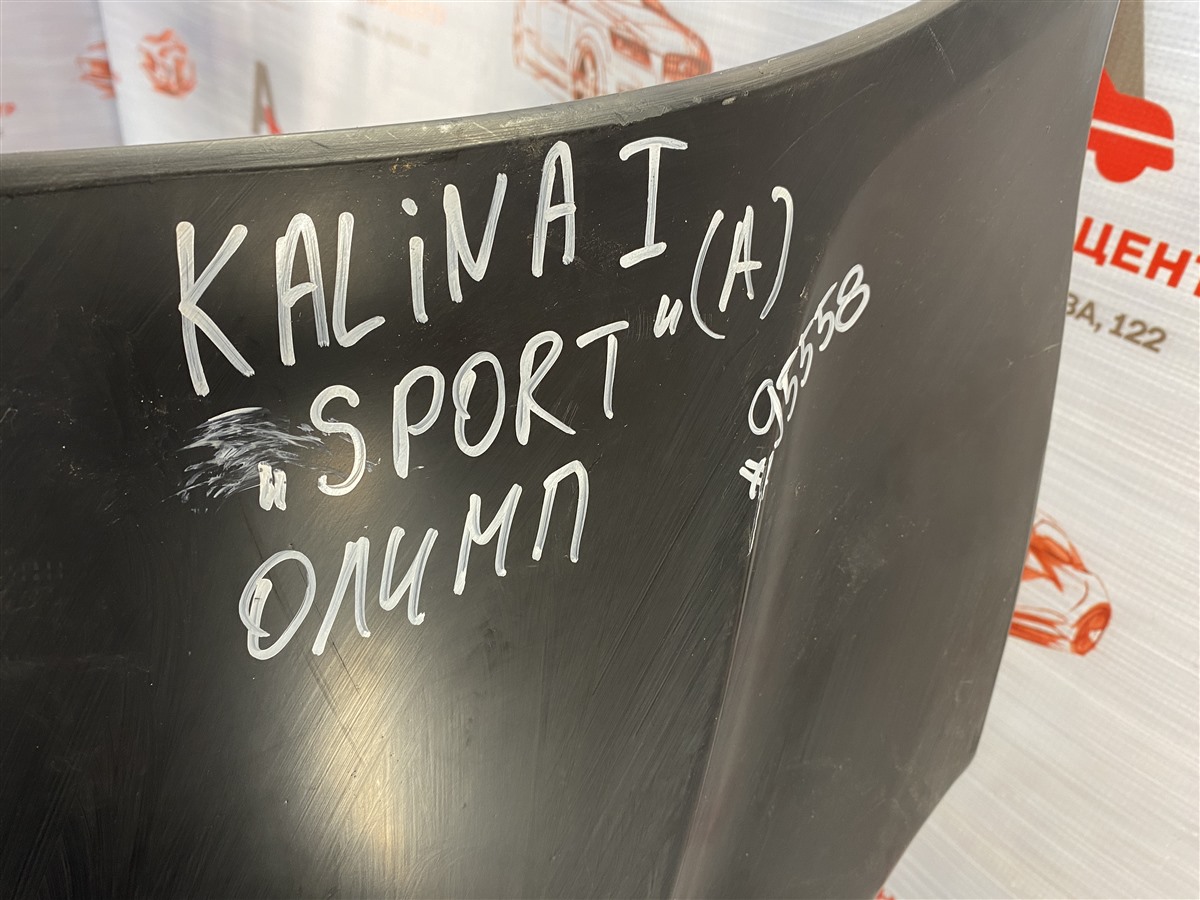 KALiNA I
„SPORT" (A)
ОЛИМП
*95558
ЦЕНТ
ВА, 122